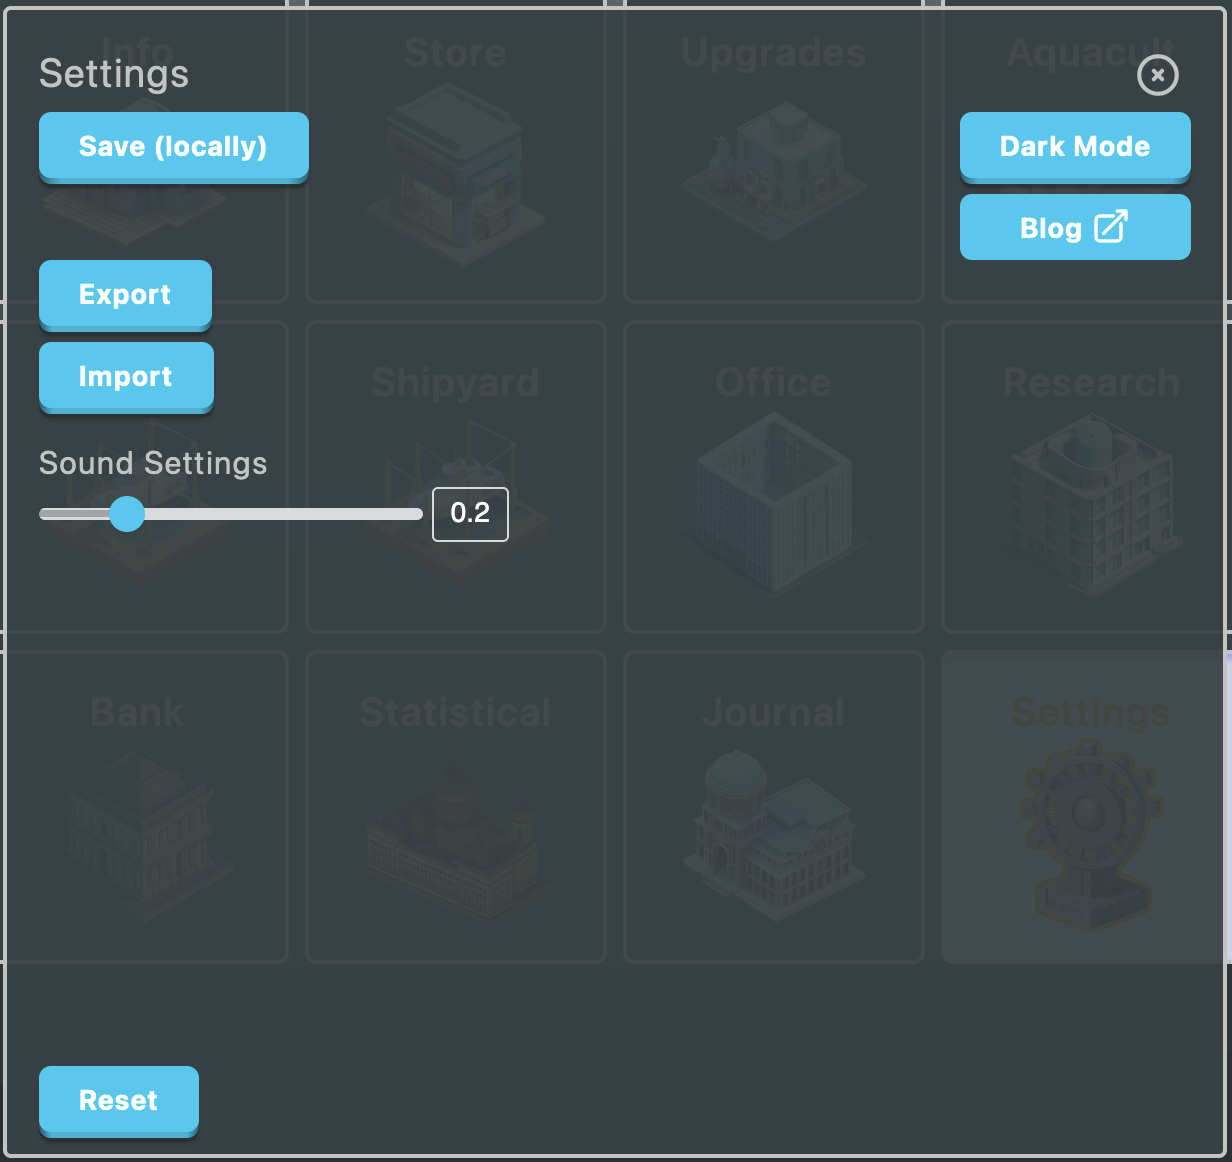 Info
Store
Upgrades
Aquacult
Settings
Save (locally)
Dark Mode
Blog
Export
Import
Shipyard
Office
Research
Sound Settings
0.2
Bank
Statistical
Journal
Settings
Reset